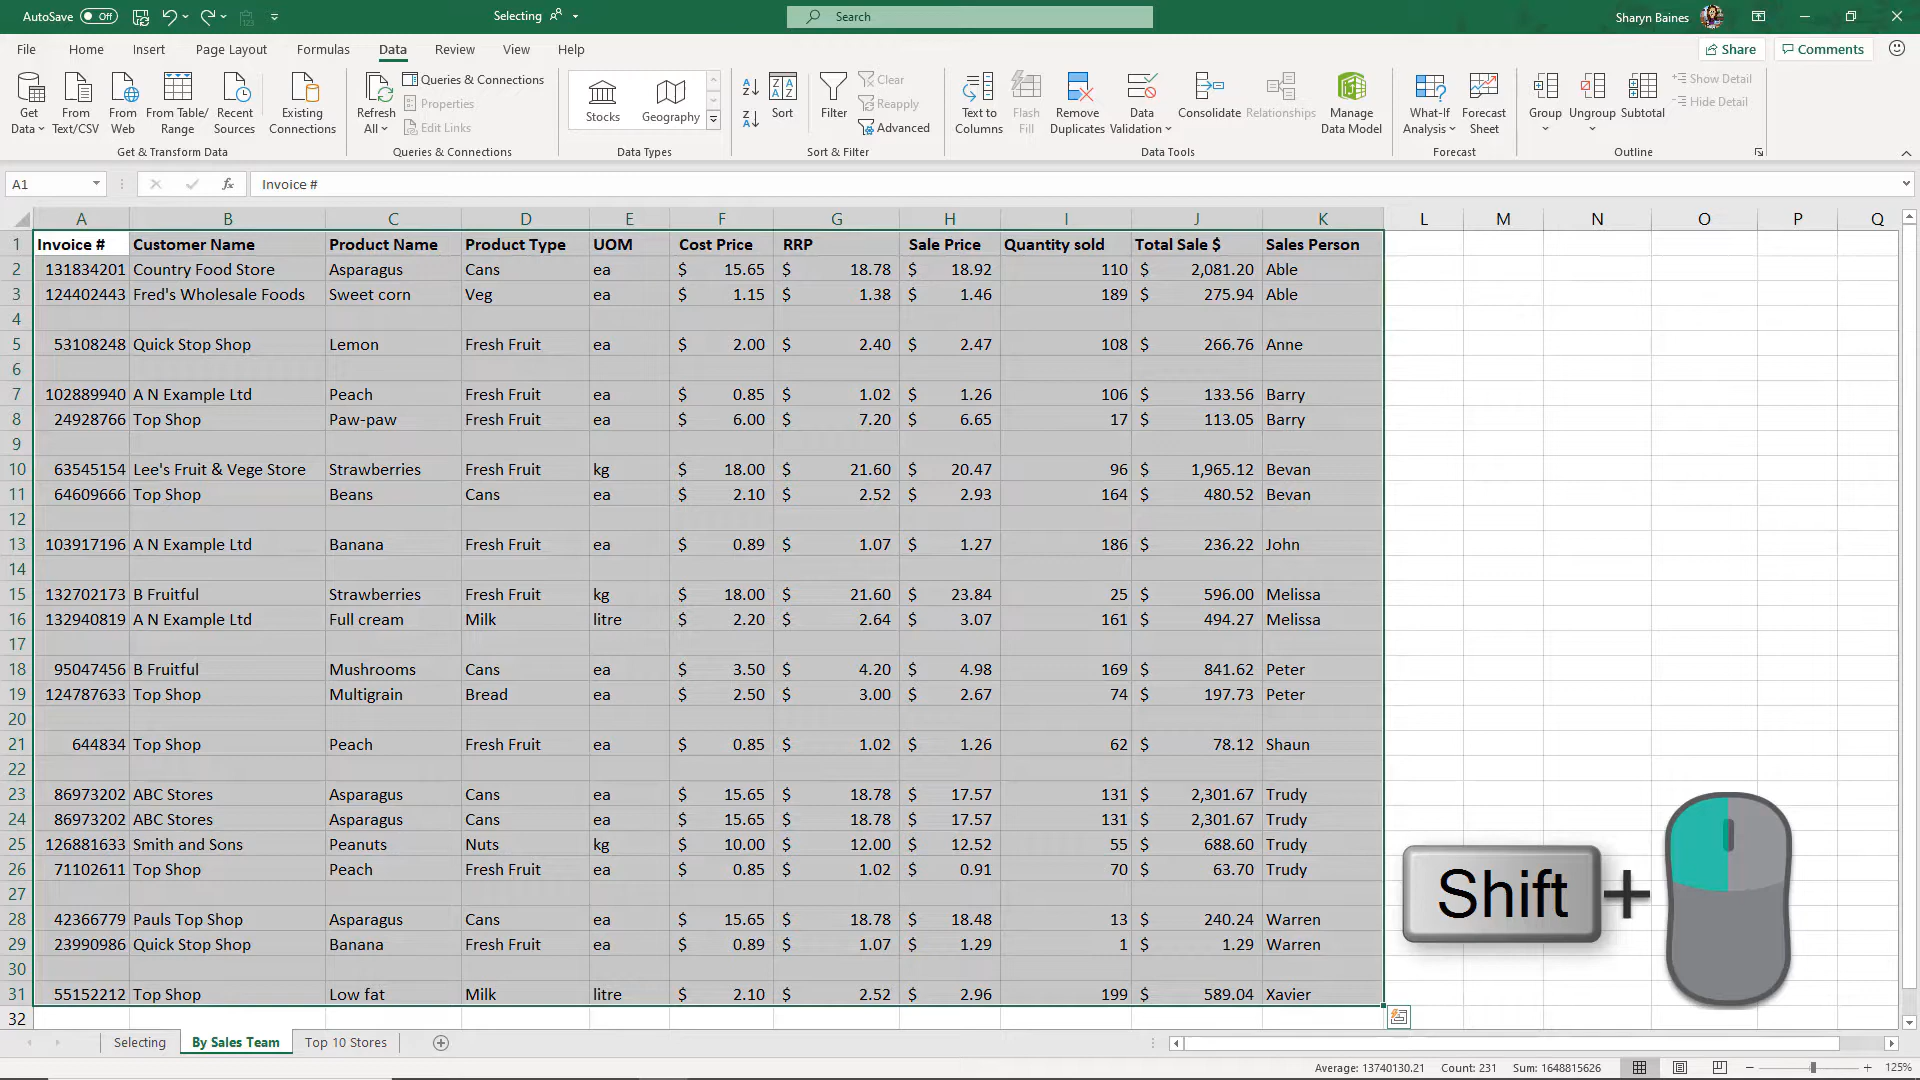 AutoSave Off Selecting Search Sharyn Baines
File Home Insert Page Layout Formulas Data Review View Help Share Comments
Get Data From Text/CSV From Web From Table/ Range Recent Sources Existing Connections Refresh All Queries & Connections Properties Edit Links Stocks Geography Sort Filter Clear Reapply Advanced Text to Columns Flash Fill Remove Duplicates Data Validation Consolidate Relationships Manage Data Model What-If Analysis Forecast Sheet Group Ungroup Subtotal Show Detail Hide Detail
Get & Transform Data Queries & Connections Data Types Sort & Filter Data Tools Forecast Outline
A1 fx Invoice #
A B C D E F G H I J K L M N O P Q
1 Invoice # Customer Name Product Name Product Type UOM Cost Price RRP Sale Price Quantity sold Total Sale $ Sales Person
2 131834201 Country Food Store Asparagus Cans ea $ 15.65 $ 18.78 $ 18.92 110 $ 2,081.20 Able
3 124402443 Fred's Wholesale Foods Sweet corn Veg ea $ 1.15 $ 1.38 $ 1.46 189 $ 275.94 Able
4
5 53108248 Quick Stop Shop Lemon Fresh Fruit ea $ 2.00 $ 2.40 $ 2.47 108 $ 266.76 Anne
6
7 102889940 A N Example Ltd Peach Fresh Fruit ea $ 0.85 $ 1.02 $ 1.26 106 $ 133.56 Barry
8 24928766 Top Shop Paw-paw Fresh Fruit ea $ 6.00 $ 7.20 $ 6.65 17 $ 113.05 Barry
9
10 63545154 Lee's Fruit & Vege Store Strawberries Fresh Fruit kg $ 18.00 $ 21.60 $ 20.47 96 $ 1,965.12 Bevan
11 64609666 Top Shop Beans Cans ea $ 2.10 $ 2.52 $ 2.93 164 $ 480.52 Bevan
12
13 103917196 A N Example Ltd Banana Fresh Fruit ea $ 0.89 $ 1.07 $ 1.27 186 $ 236.22 John
14
15 132702173 B Fruitful Strawberries Fresh Fruit kg $ 18.00 $ 21.60 $ 23.84 25 $ 596.00 Melissa
16 132940819 A N Example Ltd Full cream Milk litre $ 2.20 $ 2.64 $ 3.07 161 $ 494.27 Melissa
17
18 95047456 B Fruitful Mushrooms Cans ea $ 3.50 $ 4.20 $ 4.98 169 $ 841.62 Peter
19 124787633 Top Shop Multigrain Bread ea $ 2.50 $ 3.00 $ 2.67 74 $ 197.73 Peter
20
21 644834 Top Shop Peach Fresh Fruit ea $ 0.85 $ 1.02 $ 1.26 62 $ 78.12 Shaun
22
23 86973202 ABC Stores Asparagus Cans ea $ 15.65 $ 18.78 $ 17.57 131 $ 2,301.67 Trudy
24 86973202 ABC Stores Asparagus Cans ea $ 15.65 $ 18.78 $ 17.57 131 $ 2,301.67 Trudy
25 126881633 Smith and Sons Peanuts Nuts kg $ 10.00 $ 12.00 $ 12.52 55 $ 688.60 Trudy
26 71102611 Top Shop Peach Fresh Fruit ea $ 0.85 $ 1.02 $ 0.91 70 $ 63.70 Trudy
27
28 42366779 Pauls Top Shop Asparagus Cans ea $ 15.65 $ 18.78 $ 18.48 13 $ 240.24 Warren
29 23990986 Quick Stop Shop Banana Fresh Fruit ea $ 0.89 $ 1.07 $ 1.29 1 $ 1.29 Warren
30
31 55152212 Top Shop Low fat Milk litre $ 2.10 $ 2.52 $ 2.96 199 $ 589.04 Xavier
32
Shift +
Selecting By Sales Team Top 10 Stores
Average: 13740130.21 Count: 231 Sum: 1648815626 125%